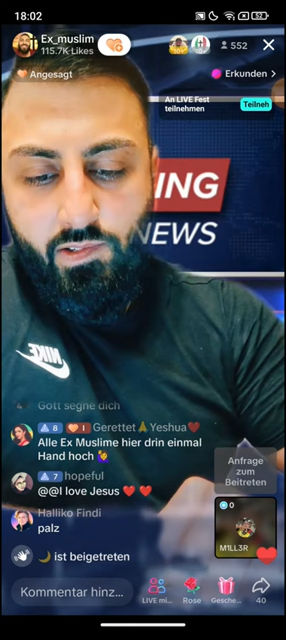 18:02
52
Ex_muslim
115.7K Likes
552
Angesagt
Erkunden >
An LIVE Fest
teilnehmen
Teilneh
ING
NEWS
NIKE
Gott segne dich
8 1 Gerettet🙏Yeshua❤️
Alle Ex Muslime hier drin einmal
Hand hoch 🙋‍♀️
7 hopeful
@@I love Jesus ❤️ ❤️
Halliko Findi
palz
🌙 ist beigetreten
Anfrage
zum
Beitreten
0
M1LL3R
Kommentar hinz...
LIVE mi...
Rose
Gesche...
40